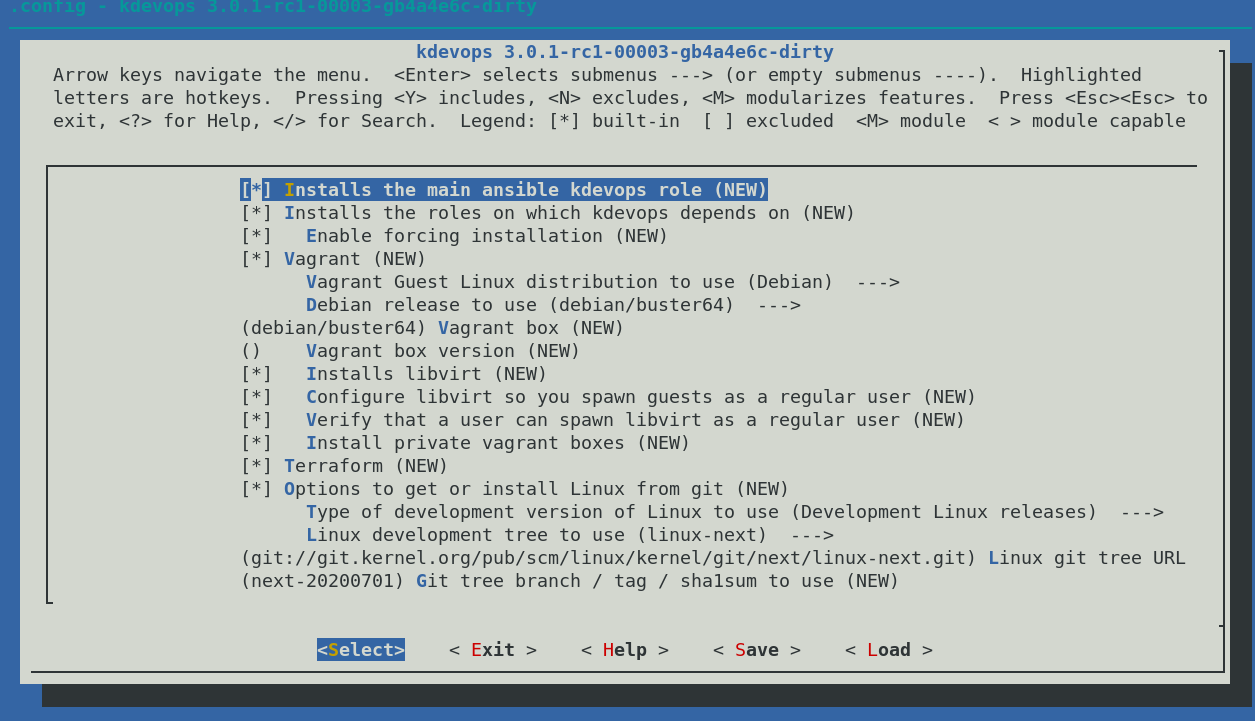 .config - kdevops 3.0.1-rc1-00003-gb4a4e6c-dirty
kdevops 3.0.1-rc1-00003-gb4a4e6c-dirty
Arrow keys navigate the menu.  <Enter> selects submenus ---> (or empty submenus ----).  Highlighted
letters are hotkeys.  Pressing <Y> includes, <N> excludes, <M> modularizes features.  Press <Esc><Esc> to
exit, <?> for Help, </> for Search.  Legend: [*] built-in  [ ] excluded  <M> module  < > module capable
[*] Installs the main ansible kdevops role (NEW)
[*] Installs the roles on which kdevops depends on (NEW)
[*]   Enable forcing installation (NEW)
[*] Vagrant (NEW)
Vagrant Guest Linux distribution to use (Debian)  --->
Debian release to use (debian/buster64)  --->
(debian/buster64) Vagrant box (NEW)
()    Vagrant box version (NEW)
[*]   Installs libvirt (NEW)
[*]   Configure libvirt so you spawn guests as a regular user (NEW)
[*]   Verify that a user can spawn libvirt as a regular user (NEW)
[*]   Install private vagrant boxes (NEW)
[*] Terraform (NEW)
[*] Options to get or install Linux from git (NEW)
Type of development version of Linux to use (Development Linux releases)  --->
Linux development tree to use (linux-next)  --->
(git://git.kernel.org/pub/scm/linux/kernel/git/next/linux-next.git) Linux git tree URL
(next-20200701) Git tree branch / tag / sha1sum to use (NEW)
<Select>    < Exit >    < Help >    < Save >    < Load >